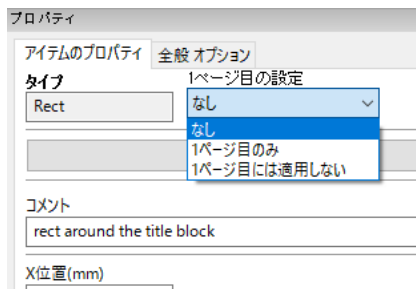 プロパティ
アイテムのプロパティ 全般 オプション
タイプ 1ページ目の設定
Rect なし
なし
1ページ目のみ
1ページ目には適用しない
コメント
rect around the title block
X位置(mm)